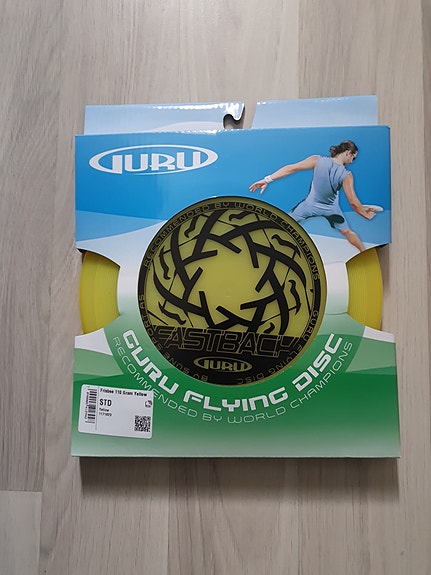 GURU
RECOMMENDED BY WORLD CHAMPIONS
GURU
FASTBACK
GURU
GURU FLYING DISC
RECOMMENDED BY WORLD CHAMPIONS
Frisbee 110 Gram Yellow
STD
Yellow